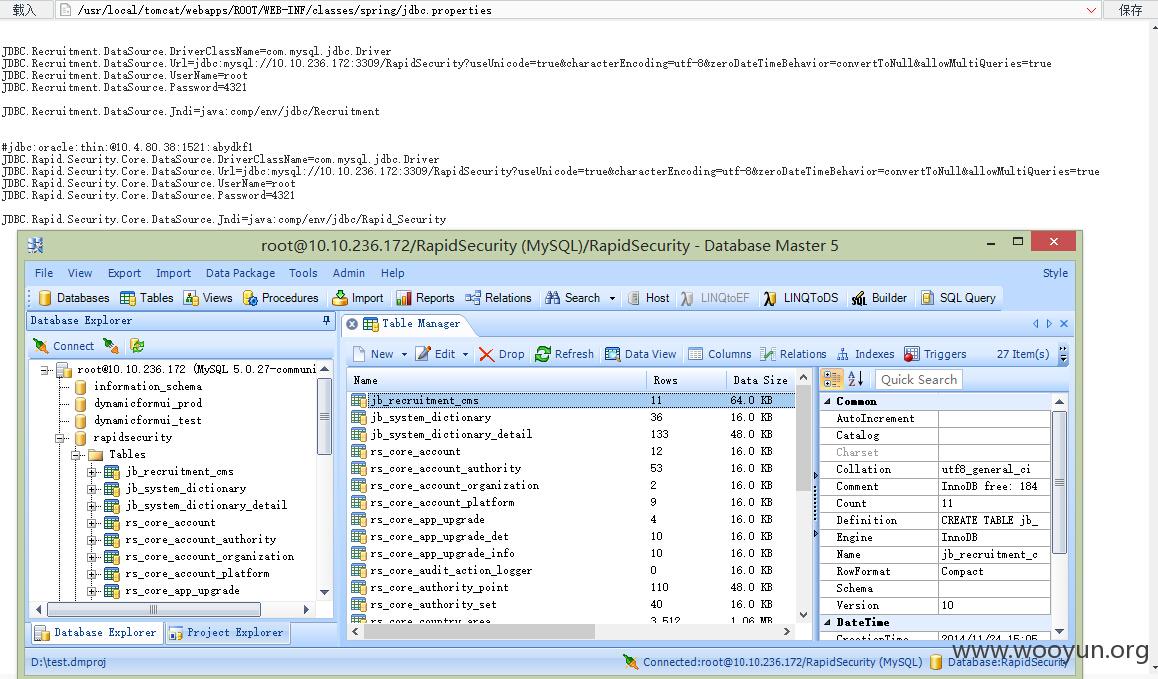 载入 /usr/local/tomcat/webapps/ROOT/WEB-INF/classes/spring/jdbc.properties 保存
JDBC.Recruitment.DataSource.DriverClassName=com.mysql.jdbc.Driver
JDBC.Recruitment.DataSource.Url=jdbc:mysql://10.10.236.172:3309/RapidSecurity?useUnicode=true&characterEncoding=utf-8&zeroDateTimeBehavior=convertToNull&allowMultiQueries=true
JDBC.Recruitment.DataSource.UserName=root
JDBC.Recruitment.DataSource.Password=4321
JDBC.Recruitment.DataSource.Jndi=java:comp/env/jdbc/Recruitment
#jdbc:oracle:thin:@10.4.80.38:1521:abydkf1
JDBC.Rapid.Security.Core.DataSource.DriverClassName=com.mysql.jdbc.Driver
JDBC.Rapid.Security.Core.DataSource.Url=jdbc:mysql://10.10.236.172:3309/RapidSecurity?useUnicode=true&characterEncoding=utf-8&zeroDateTimeBehavior=convertToNull&allowMultiQueries=true
JDBC.Rapid.Security.Core.DataSource.UserName=root
JDBC.Rapid.Security.Core.DataSource.Password=4321
JDBC.Rapid.Security.Core.DataSource.Jndi=java:comp/env/jdbc/Rapid_Security
root@10.10.236.172/RapidSecurity (MySQL)/RapidSecurity - Database Master 5
File View Export Import Data Package Tools Admin Help Style
Databases Tables Views Procedures Import Reports Relations Search Host LINQtoEF LINQToDS Builder SQL Query
Database Explorer
Connect
root@10.10.236.172 (MySQL 5.0.27-communi
information_schema
dynamicformui_prod
dynamicformui_test
rapidsecurity
Tables
jb_recruitment_cms
jb_system_dictionary
jb_system_dictionary_detail
rs_core_account
rs_core_account_authority
rs_core_account_organization
rs_core_account_platform
rs_core_app_upgrade
Database Explorer Project Explorer
Table Manager
New Edit Drop Refresh Data View Columns Relations Indexes Triggers 27 Item(s)
Name Rows Data Size
jb_recruitment_cms 11 64.0 KB
jb_system_dictionary 36 16.0 KB
jb_system_dictionary_detail 133 48.0 KB
rs_core_account 12 16.0 KB
rs_core_account_authority 53 16.0 KB
rs_core_account_organization 2 16.0 KB
rs_core_account_platform 9 16.0 KB
rs_core_app_upgrade 4 16.0 KB
rs_core_app_upgrade_det 10 16.0 KB
rs_core_app_upgrade_info 10 16.0 KB
rs_core_audit_action_logger 0 16.0 KB
rs_core_authority_point 110 48.0 KB
rs_core_authority_set 40 16.0 KB
rs_core_country_area 3,512 1.06 MB
Quick Search
Common
AutoIncrement
Catalog
Charset
Collation utf8_general_ci
Comment InnoDB free: 184
Count 11
Definition CREATE TABLE jb_
Engine InnoDB
Name jb_recruitment_c
RowFormat Compact
Schema
Version 10
DateTime
CreationTime 2014/11/24 15:05
D:\test.dmproj Connected:root@10.10.236.172/RapidSecurity (MySQL) Database:RapidSecurity
www.wooyun.org